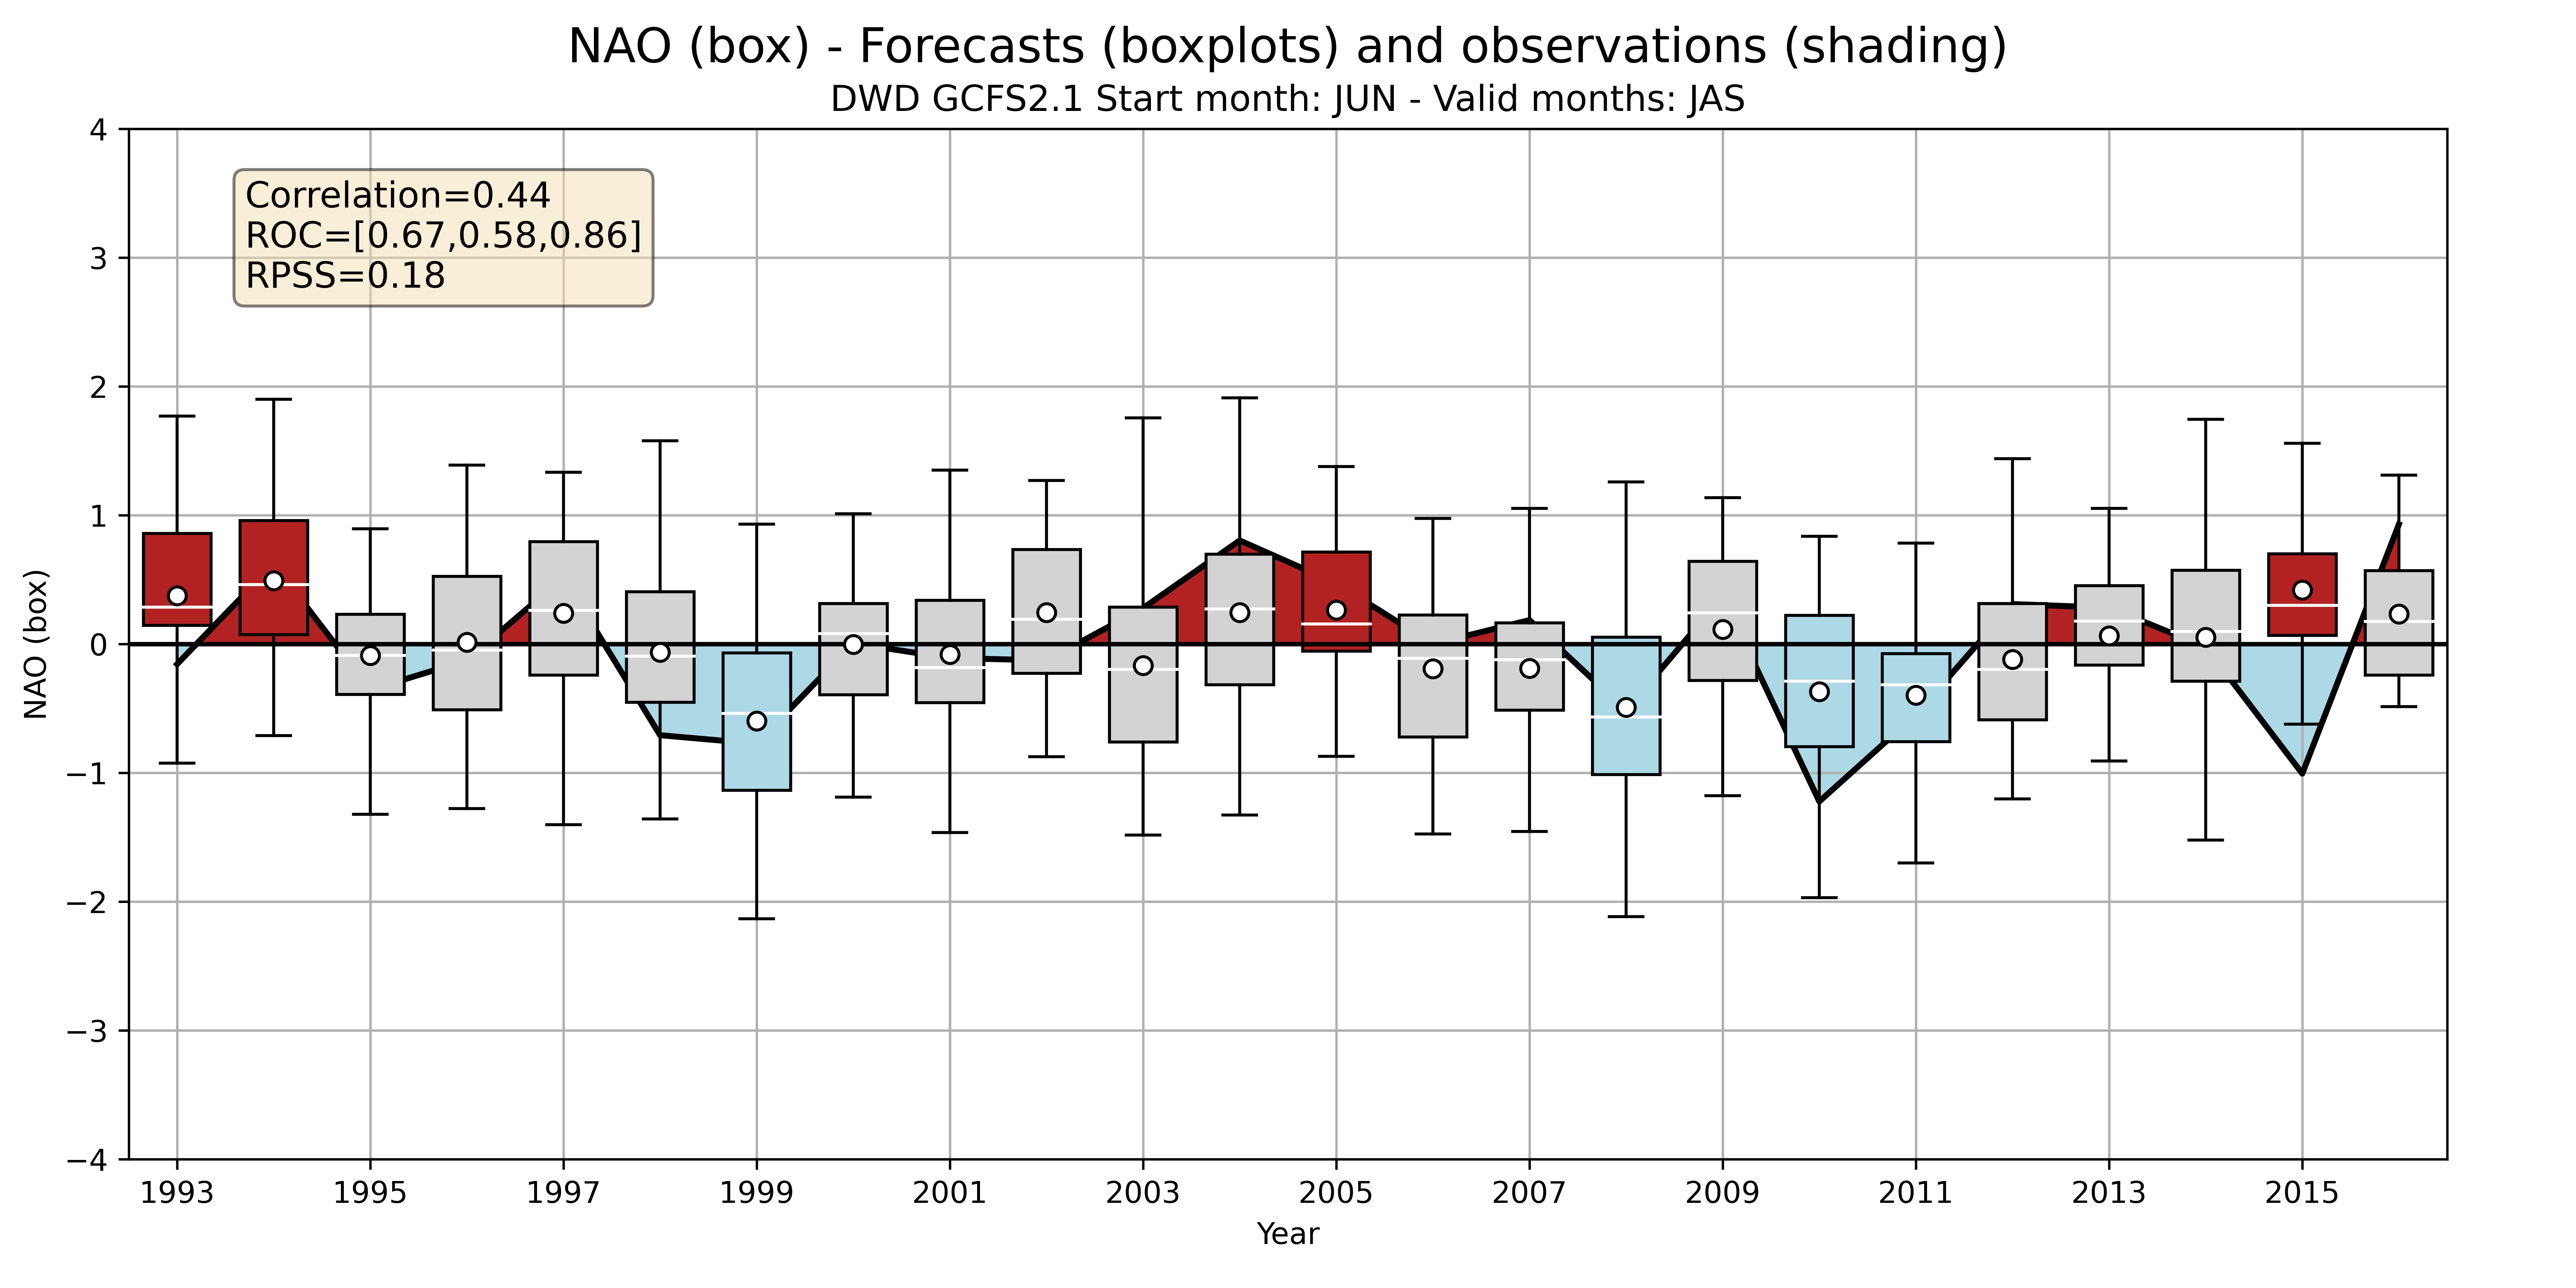 NAO (box) - Forecasts (boxplots) and observations (shading)
DWD GCFS2.1 Start month: JUN - Valid months: JAS
Correlation=0.44
ROC=[0.67,0.58,0.86]
RPSS=0.18
4
3
2
1
0
−1
−2
−3
−4
NAO (box)
1993 1995 1997 1999 2001 2003 2005 2007 2009 2011 2013 2015
Year